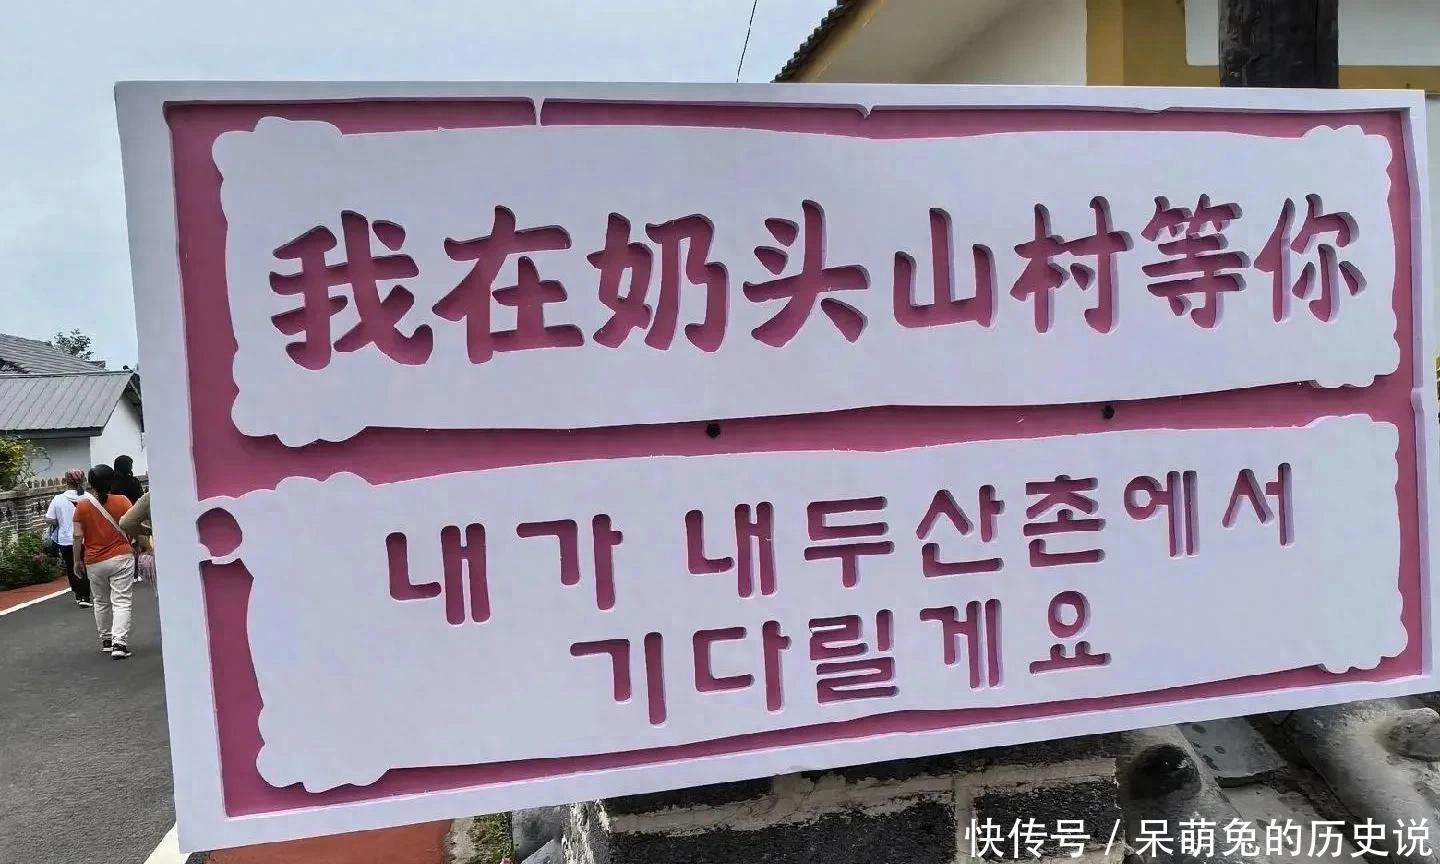 我在奶头山村等你
내가 내두산촌에서
기다릴게요
快传号 / 呆萌兔的历史说